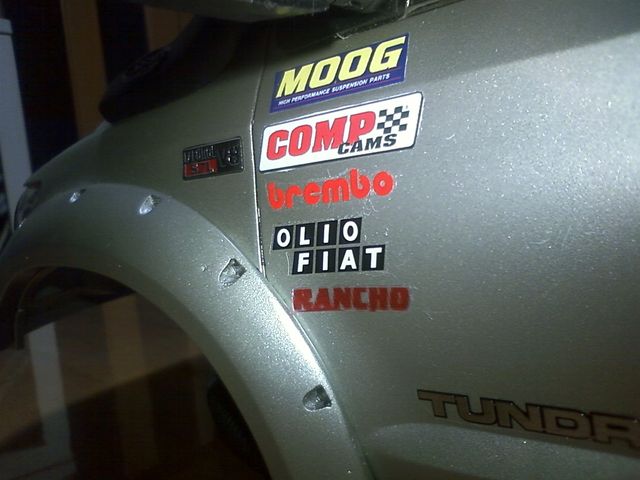 MOOG
HIGH PERFORMANCE SUSPENSION PARTS
COMP
CAMS
brembo
OLIO
FIAT
RANCHO
TUNDR